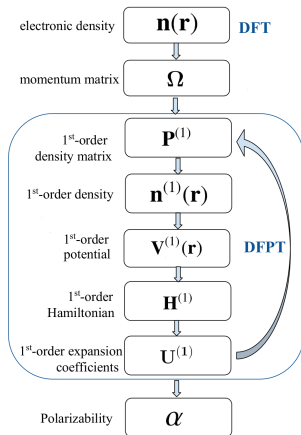 electronic density
n(r)
DFT
momentum matrix
Ω
1st-order
density matrix
P(1)
1st-order density
n(1)(r)
1st-order
potential
V(1)(r)
DFPT
1st-order
Hamiltonian
H(1)
1st-order expansion
coefficients
U(1)
Polarizability
α